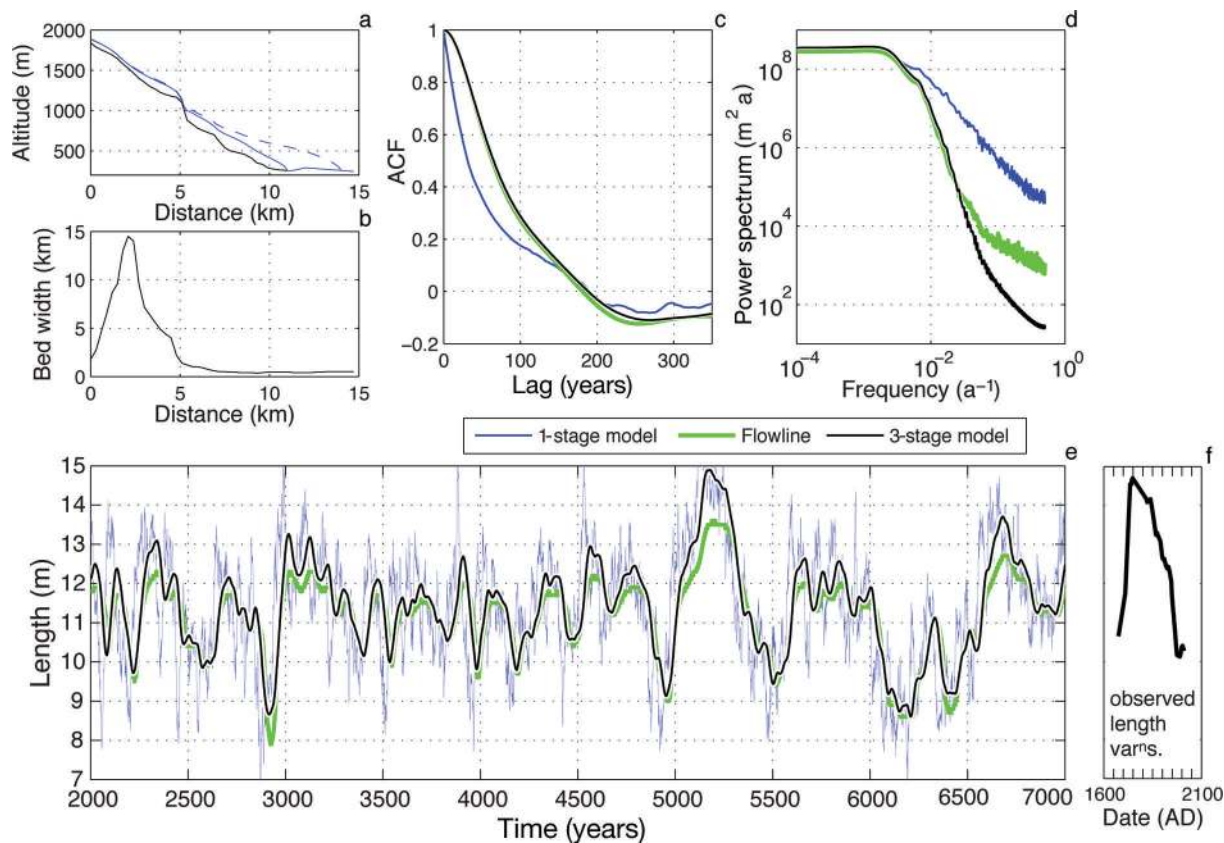 a
2000
1500
1000
500
Altitude (m)
0 5 10 15
Distance (km)
b
15
10
5
0
Bed width (km)
0 5 10 15
Distance (km)
c
1
0.8
0.6
0.4
0.2
0
−0.2
ACF
0 100 200 300
Lag (years)
d
10^8
10^6
10^4
10^2
Power spectrum (m^2 a)
10^−4 10^−2 10^0
Frequency (a^−1)
1-stage model Flowline 3-stage model
e
15
14
13
12
11
10
9
8
7
Length (m)
2000 2500 3000 3500 4000 4500 5000 5500 6000 6500 7000
Time (years)
f
observed
length
var^ns.
1600 2100
Date (AD)